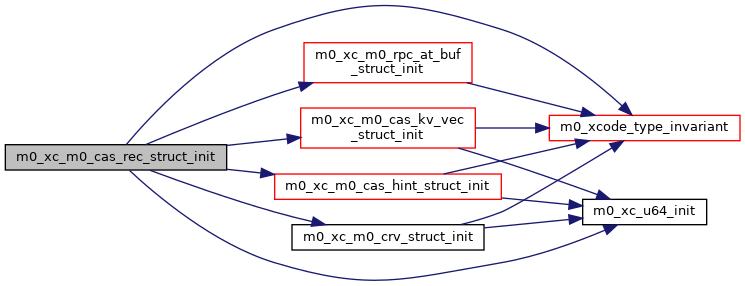 m0_xc_m0_cas_rec_struct_init
m0_xc_m0_rpc_at_buf
_struct_init
m0_xc_m0_cas_kv_vec
_struct_init
m0_xc_m0_cas_hint_struct_init
m0_xc_m0_crv_struct_init
m0_xcode_type_invariant
m0_xc_u64_init